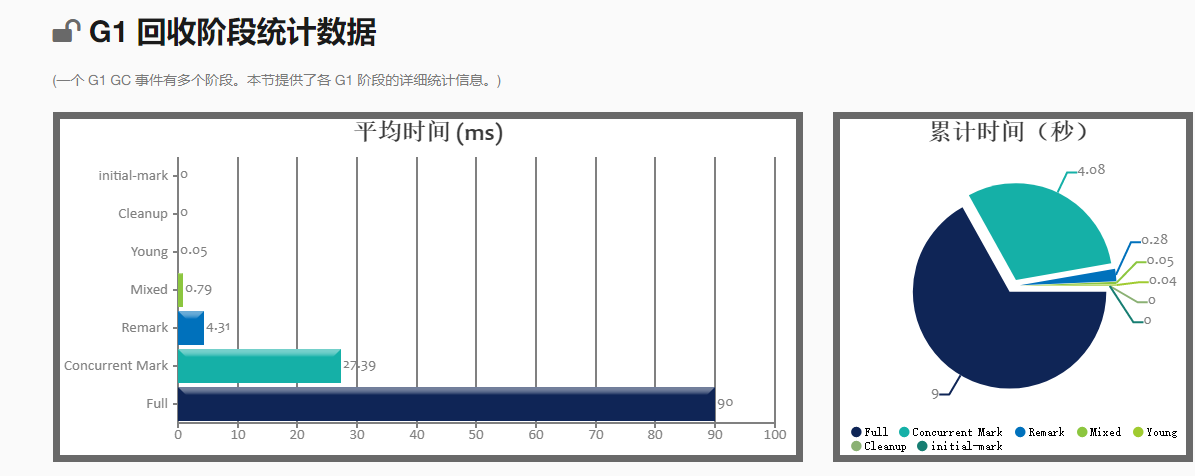 G1 回收阶段统计数据
(一个 G1 GC 事件有多个阶段。本节提供了各 G1 阶段的详细统计信息。)
平均时间 (ms)
initial-mark 0
Cleanup 0
Young 0.05
Mixed 0.79
Remark 4.31
Concurrent Mark 27.39
Full 90
0 10 20 30 40 50 60 70 80 90 100
累计时间（秒）
4.08
0.28
0.05
0.04
0
0
9
Full Concurrent Mark Remark Mixed Young
Cleanup initial-mark